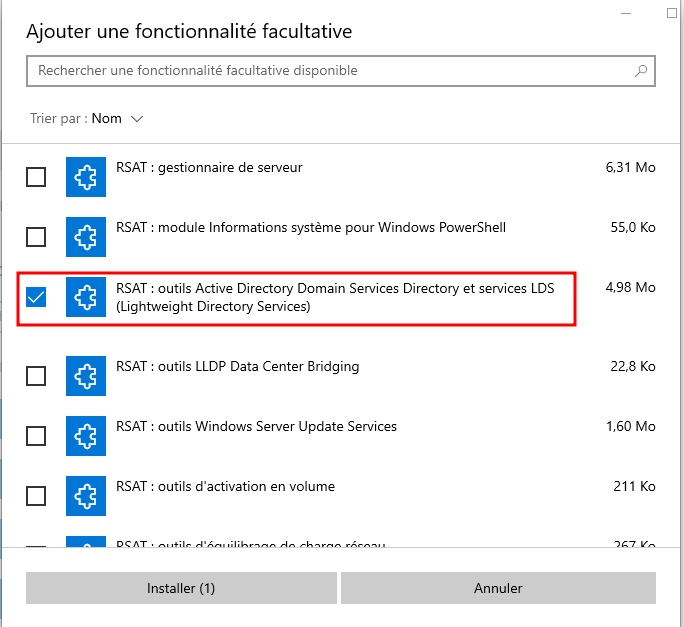 Ajouter une fonctionnalité facultative
Rechercher une fonctionnalité facultative disponible
Trier par : Nom
RSAT : gestionnaire de serveur 6,31 Mo
RSAT : module Informations système pour Windows PowerShell 55,0 Ko
RSAT : outils Active Directory Domain Services Directory et services LDS 4,98 Mo
(Lightweight Directory Services)
RSAT : outils LLDP Data Center Bridging 22,8 Ko
RSAT : outils Windows Server Update Services 1,60 Mo
RSAT : outils d'activation en volume 211 Ko
RSAT : outils d'équilibrage de charge réseau 267 Ko
Installer (1) Annuler